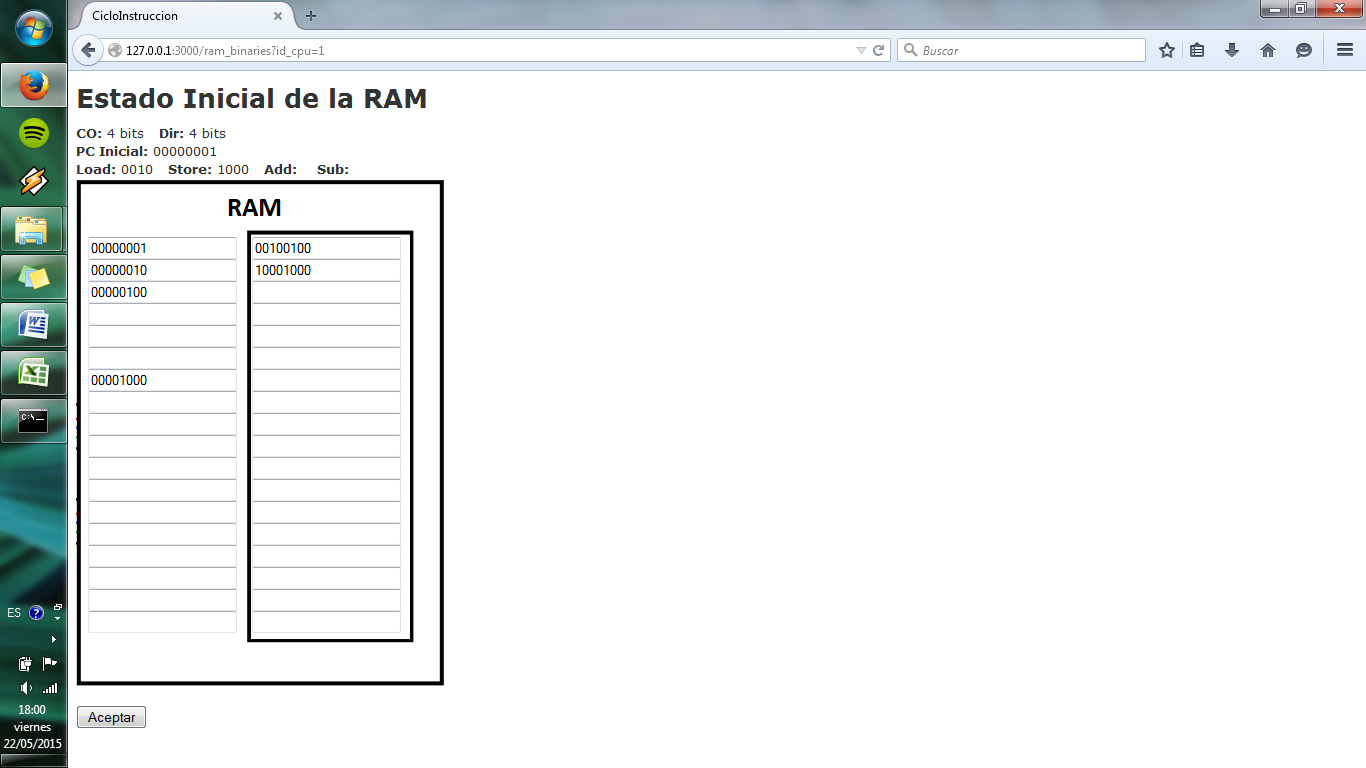 CicloInstruccion
127.0.0.1:3000/ram_binaries?id_cpu=1
Buscar
Estado Inicial de la RAM
CO: 4 bits Dir: 4 bits
PC Inicial: 00000001
Load: 0010 Store: 1000 Add: Sub:
RAM
00000001 00100100
00000010 10001000
00000100
00001000
Aceptar
C:\_
ES
18:00
viernes
22/05/2015